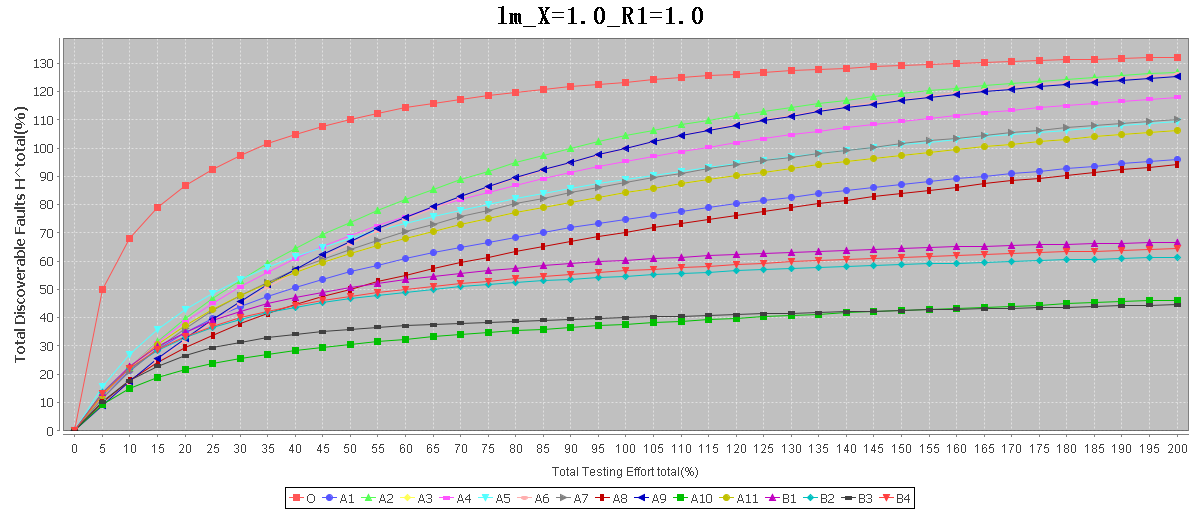 lm_X=1.0_R1=1.0
Total Discoverable Faults H^total(%)
130
120
110
100
90
80
70
60
50
40
30
20
10
0
0 5 10 15 20 25 30 35 40 45 50 55 60 65 70 75 80 85 90 95 100 105 110 115 120 125 130 135 140 145 150 155 160 165 170 175 180 185 190 195 200
Total Testing Effort total(%)
O A1 A2 A3 A4 A5 A6 A7 A8 A9 A10 A11 B1 B2 B3 B4